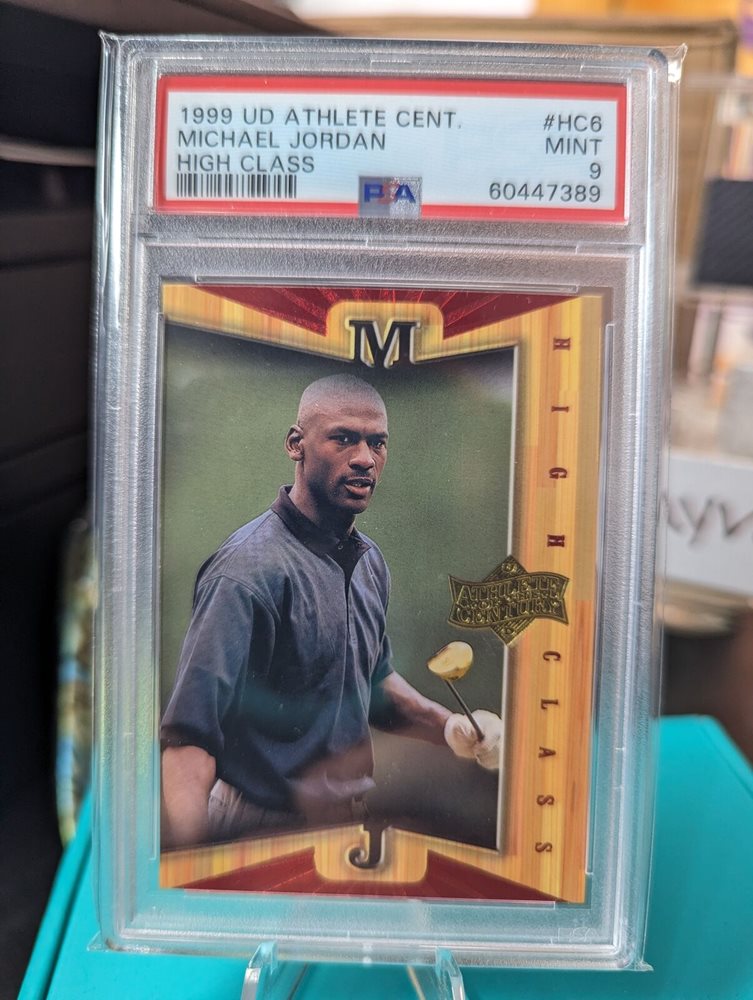 1999 UD ATHLETE CENT. #HC6
MICHAEL JORDAN MINT
HIGH CLASS 9
PSA 60447389
M
HIGH CLASS
ATHLETE
OF THE
CENTURY
J